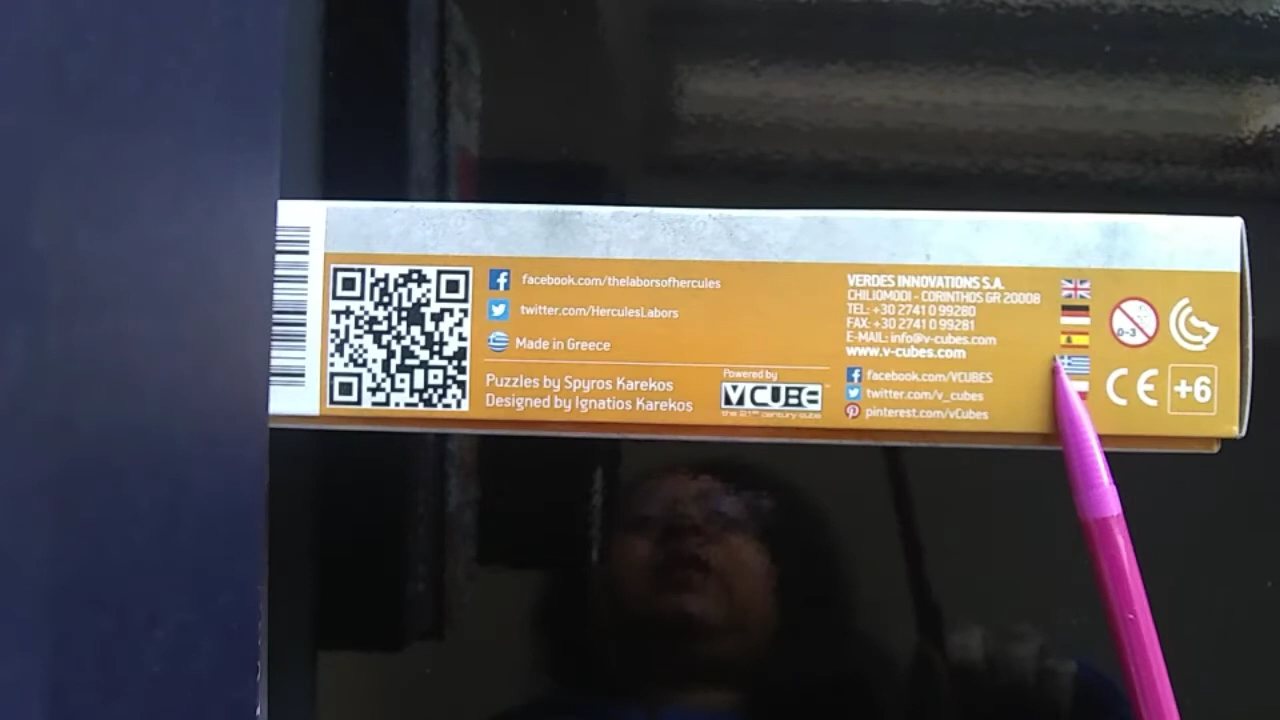 facebook.com/thelaborsofhercules
twitter.com/HerculesLabors
Made in Greece
Puzzles by Spyros Karekos
Designed by Ignatios Karekos
Powered by
V CUBE
the 21st century cube
VERDES INNOVATIONS S.A.
CHILIOMODI - CORINTHOS GR 20008
TEL: +30 2741 0 99280
FAX: +30 2741 0 99281
E-MAIL: info@v-cubes.com
www.v-cubes.com
facebook.com/VCUBES
twitter.com/v_cubes
pinterest.com/vCubes
0-3
CE
+6